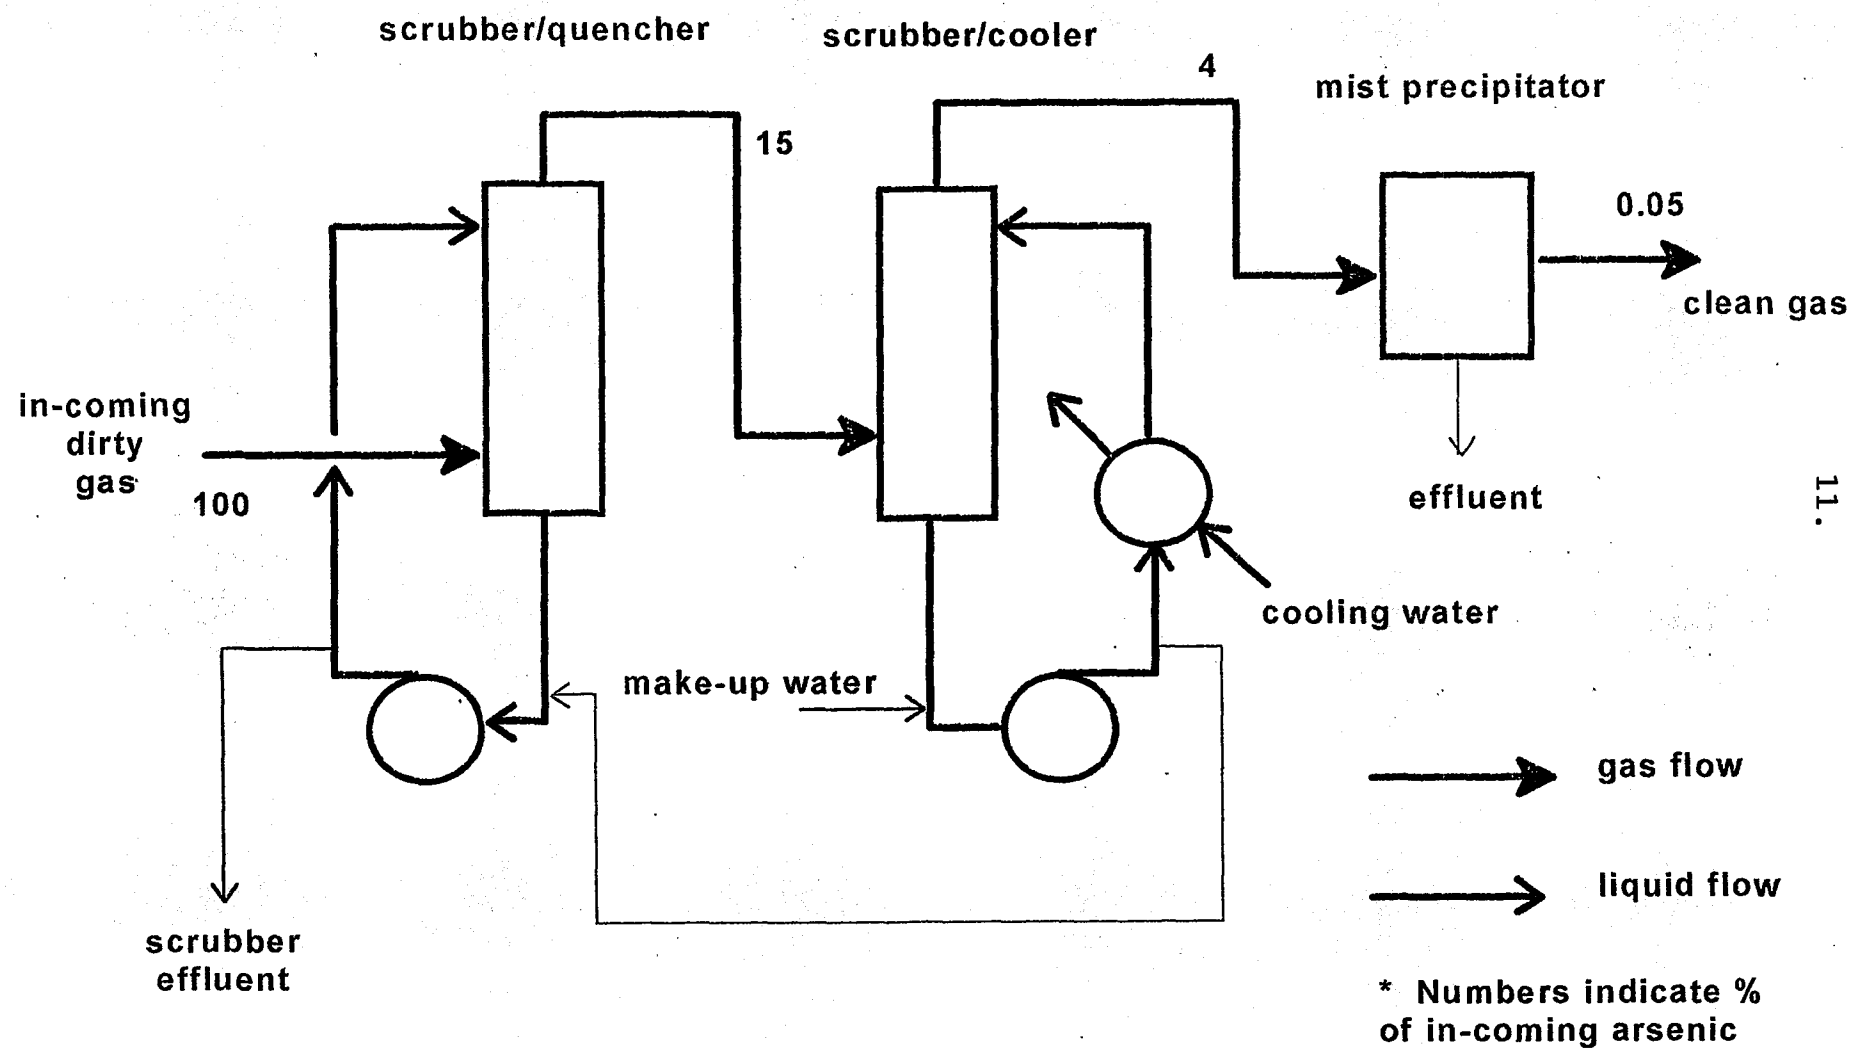 scrubber/quencher
scrubber/cooler
4
mist precipitator
15
0.05
clean gas
in-coming
dirty
gas
100
effluent
11.
cooling water
make-up water
gas flow
liquid flow
scrubber
effluent
* Numbers indicate %
of in-coming arsenic